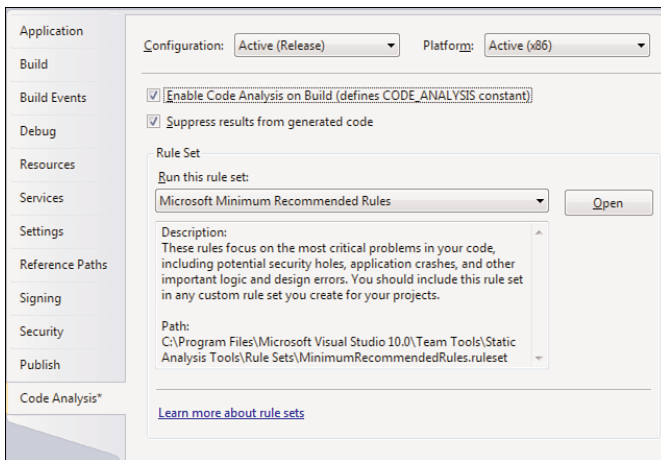 Application
Build
Build Events
Debug
Resources
Services
Settings
Reference Paths
Signing
Security
Publish
Code Analysis*
Configuration: Active (Release) Platform: Active (x86)
Enable Code Analysis on Build (defines CODE_ANALYSIS constant)
Suppress results from generated code
Rule Set
Run this rule set:
Microsoft Minimum Recommended Rules Open
Description:
These rules focus on the most critical problems in your code,
including potential security holes, application crashes, and other
important logic and design errors. You should include this rule set
in any custom rule set you create for your projects.
Path:
C:\Program Files\Microsoft Visual Studio 10.0\Team Tools\Static
Analysis Tools\Rule Sets\MinimumRecommendedRules.ruleset
Learn more about rule sets